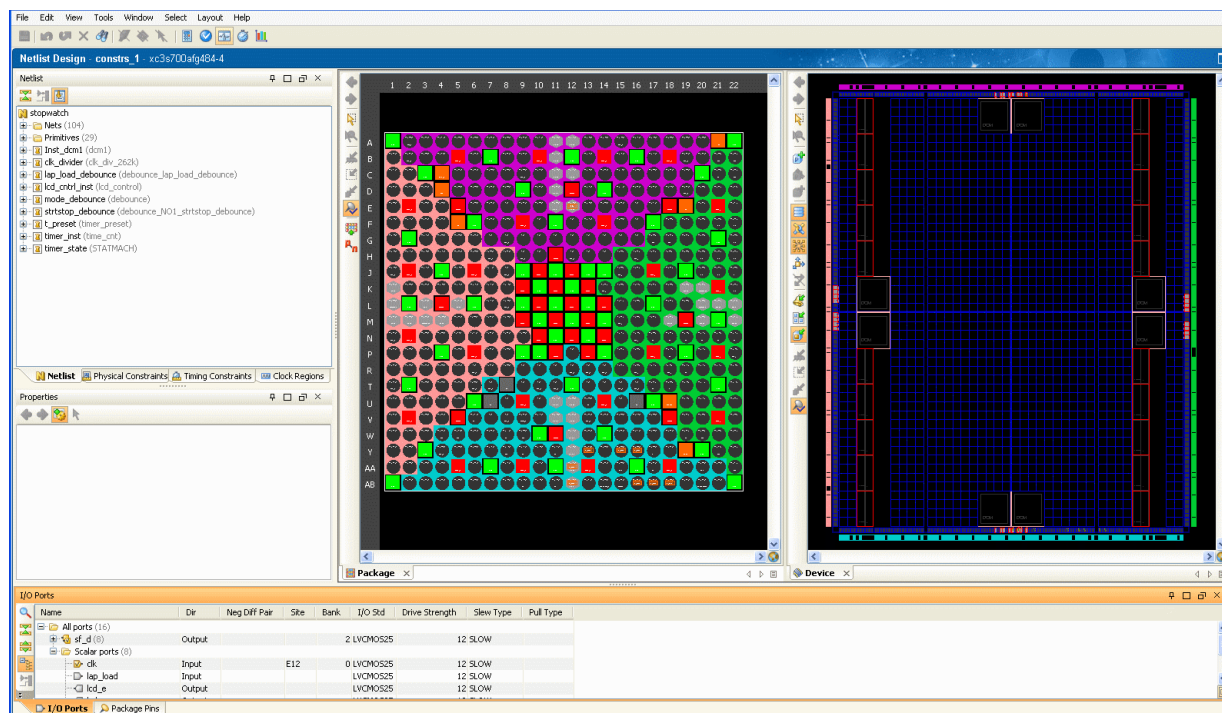 File Edit View Tools Window Select Layout Help
Netlist Design - constrs_1 - xc3s700afg484-4
Netlist
stopwatch
Nets (104)
Primitives (29)
Inst_dcm1 (dcm1)
clk_divider (clk_div_262k)
lap_load_debounce (debounce_lap_load_debounce)
lcd_cntrl_inst (lcd_control)
mode_debounce (debounce_mode_debounce)
strtstop_debounce (debounce_NO1_strtstop_debounce)
t_preset (timer_preset)
timer_inst (time_cnt)
timer_state (STATMACH)
Netlist Physical Constraints Timing Constraints Clock Regions
Properties
1 2 3 4 5 6 7 8 9 10 11 12 13 14 15 16 17 18 19 20 21 22
A
B
C
D
E
F
G
H
J
K
L
M
N
P
R
T
U
V
W
Y
AA
AB
Package
Device
I/O Ports
Name Dir Neg Diff Pair Site Bank I/O Std Drive Strength Slew Type Pull Type
All ports (16)
sf_d (8) Output 2 LVCMOS25 12 SLOW
Scalar ports (8)
clk Input E12 0 LVCMOS25 12 SLOW
lap_load Input LVCMOS25 12 SLOW
lcd_e Output LVCMOS25 12 SLOW
I/O Ports Package Pins